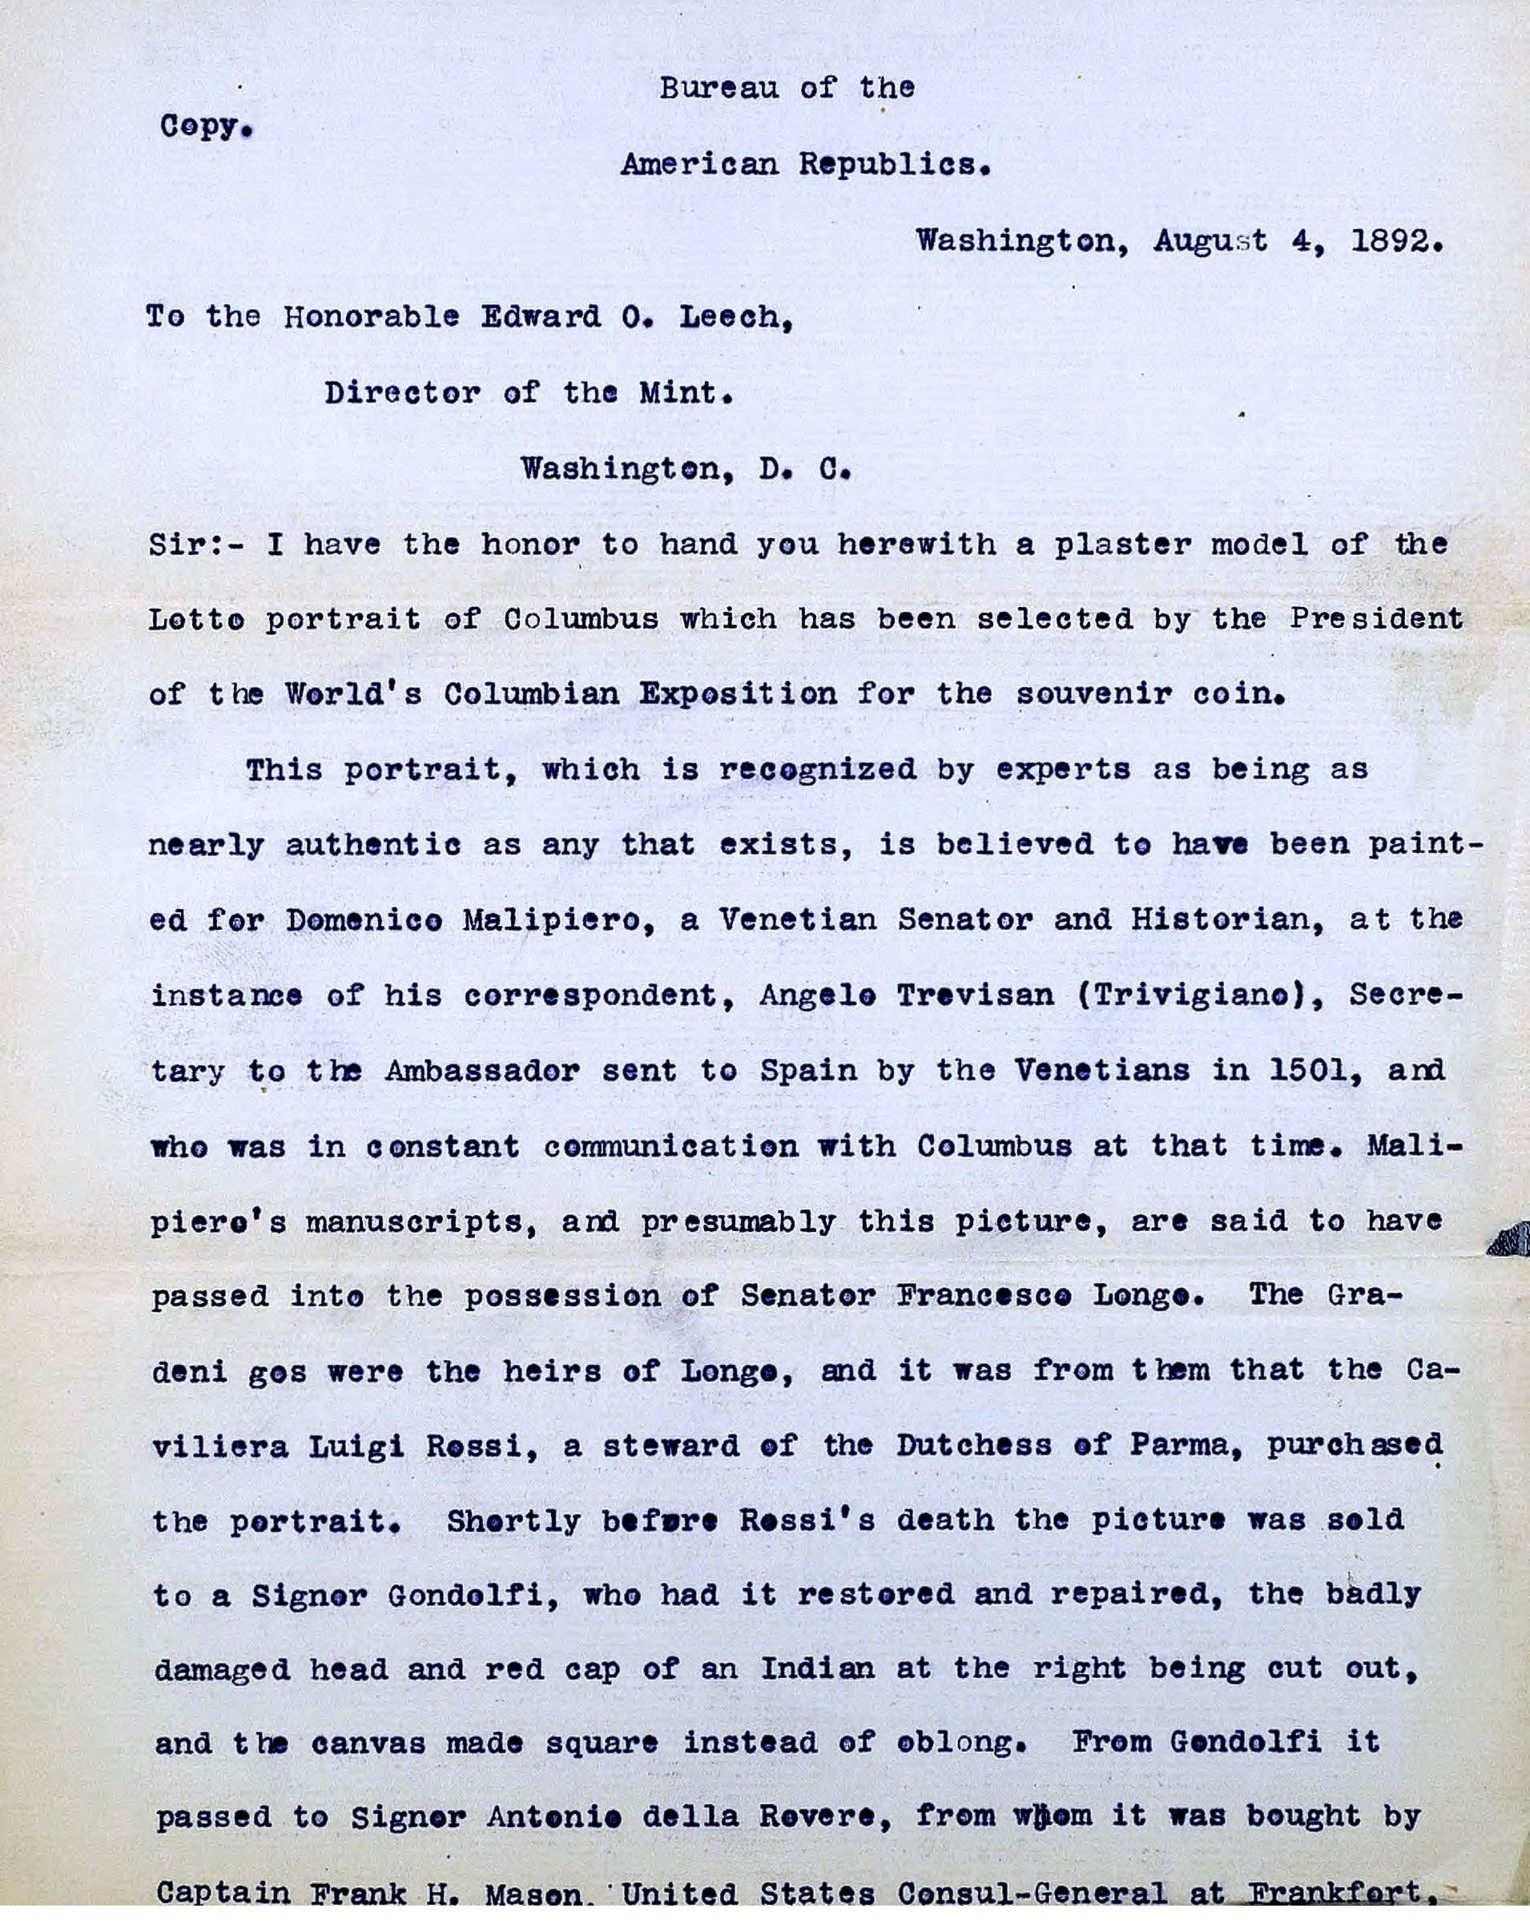 Bureau of the
Copy.
American Republics.
Washington, August 4, 1892.
To the Honorable Edward O. Leech,
Director of the Mint.
Washington, D. C.
Sir:- I have the honor to hand you herewith a plaster model of the
Lotto portrait of Columbus which has been selected by the President
of the World's Columbian Exposition for the souvenir coin.
This portrait, which is recognized by experts as being as
nearly authentic as any that exists, is believed to have been paint-
ed for Domenico Malipiero, a Venetian Senator and Historian, at the
instance of his correspondent, Angelo Trevisan (Trivigiano), Secre-
tary to the Ambassador sent to Spain by the Venetians in 1501, and
who was in constant communication with Columbus at that time. Mali-
piero's manuscripts, and presumably this picture, are said to have
passed into the possession of Senator Francesco Longo. The Gra-
deni gos were the heirs of Longo, and it was from them that the Ca-
viliera Luigi Rossi, a steward of the Dutchess of Parma, purchased
the portrait. Shortly before Rossi's death the picture was sold
to a Signor Gondolfi, who had it restored and repaired, the badly
damaged head and red cap of an Indian at the right being cut out,
and the canvas made square instead of oblong. From Gondolfi it
passed to Signor Antonio della Rovere, from whom it was bought by
Captain Frank H. Mason, United States Consul-General at Frankfort,